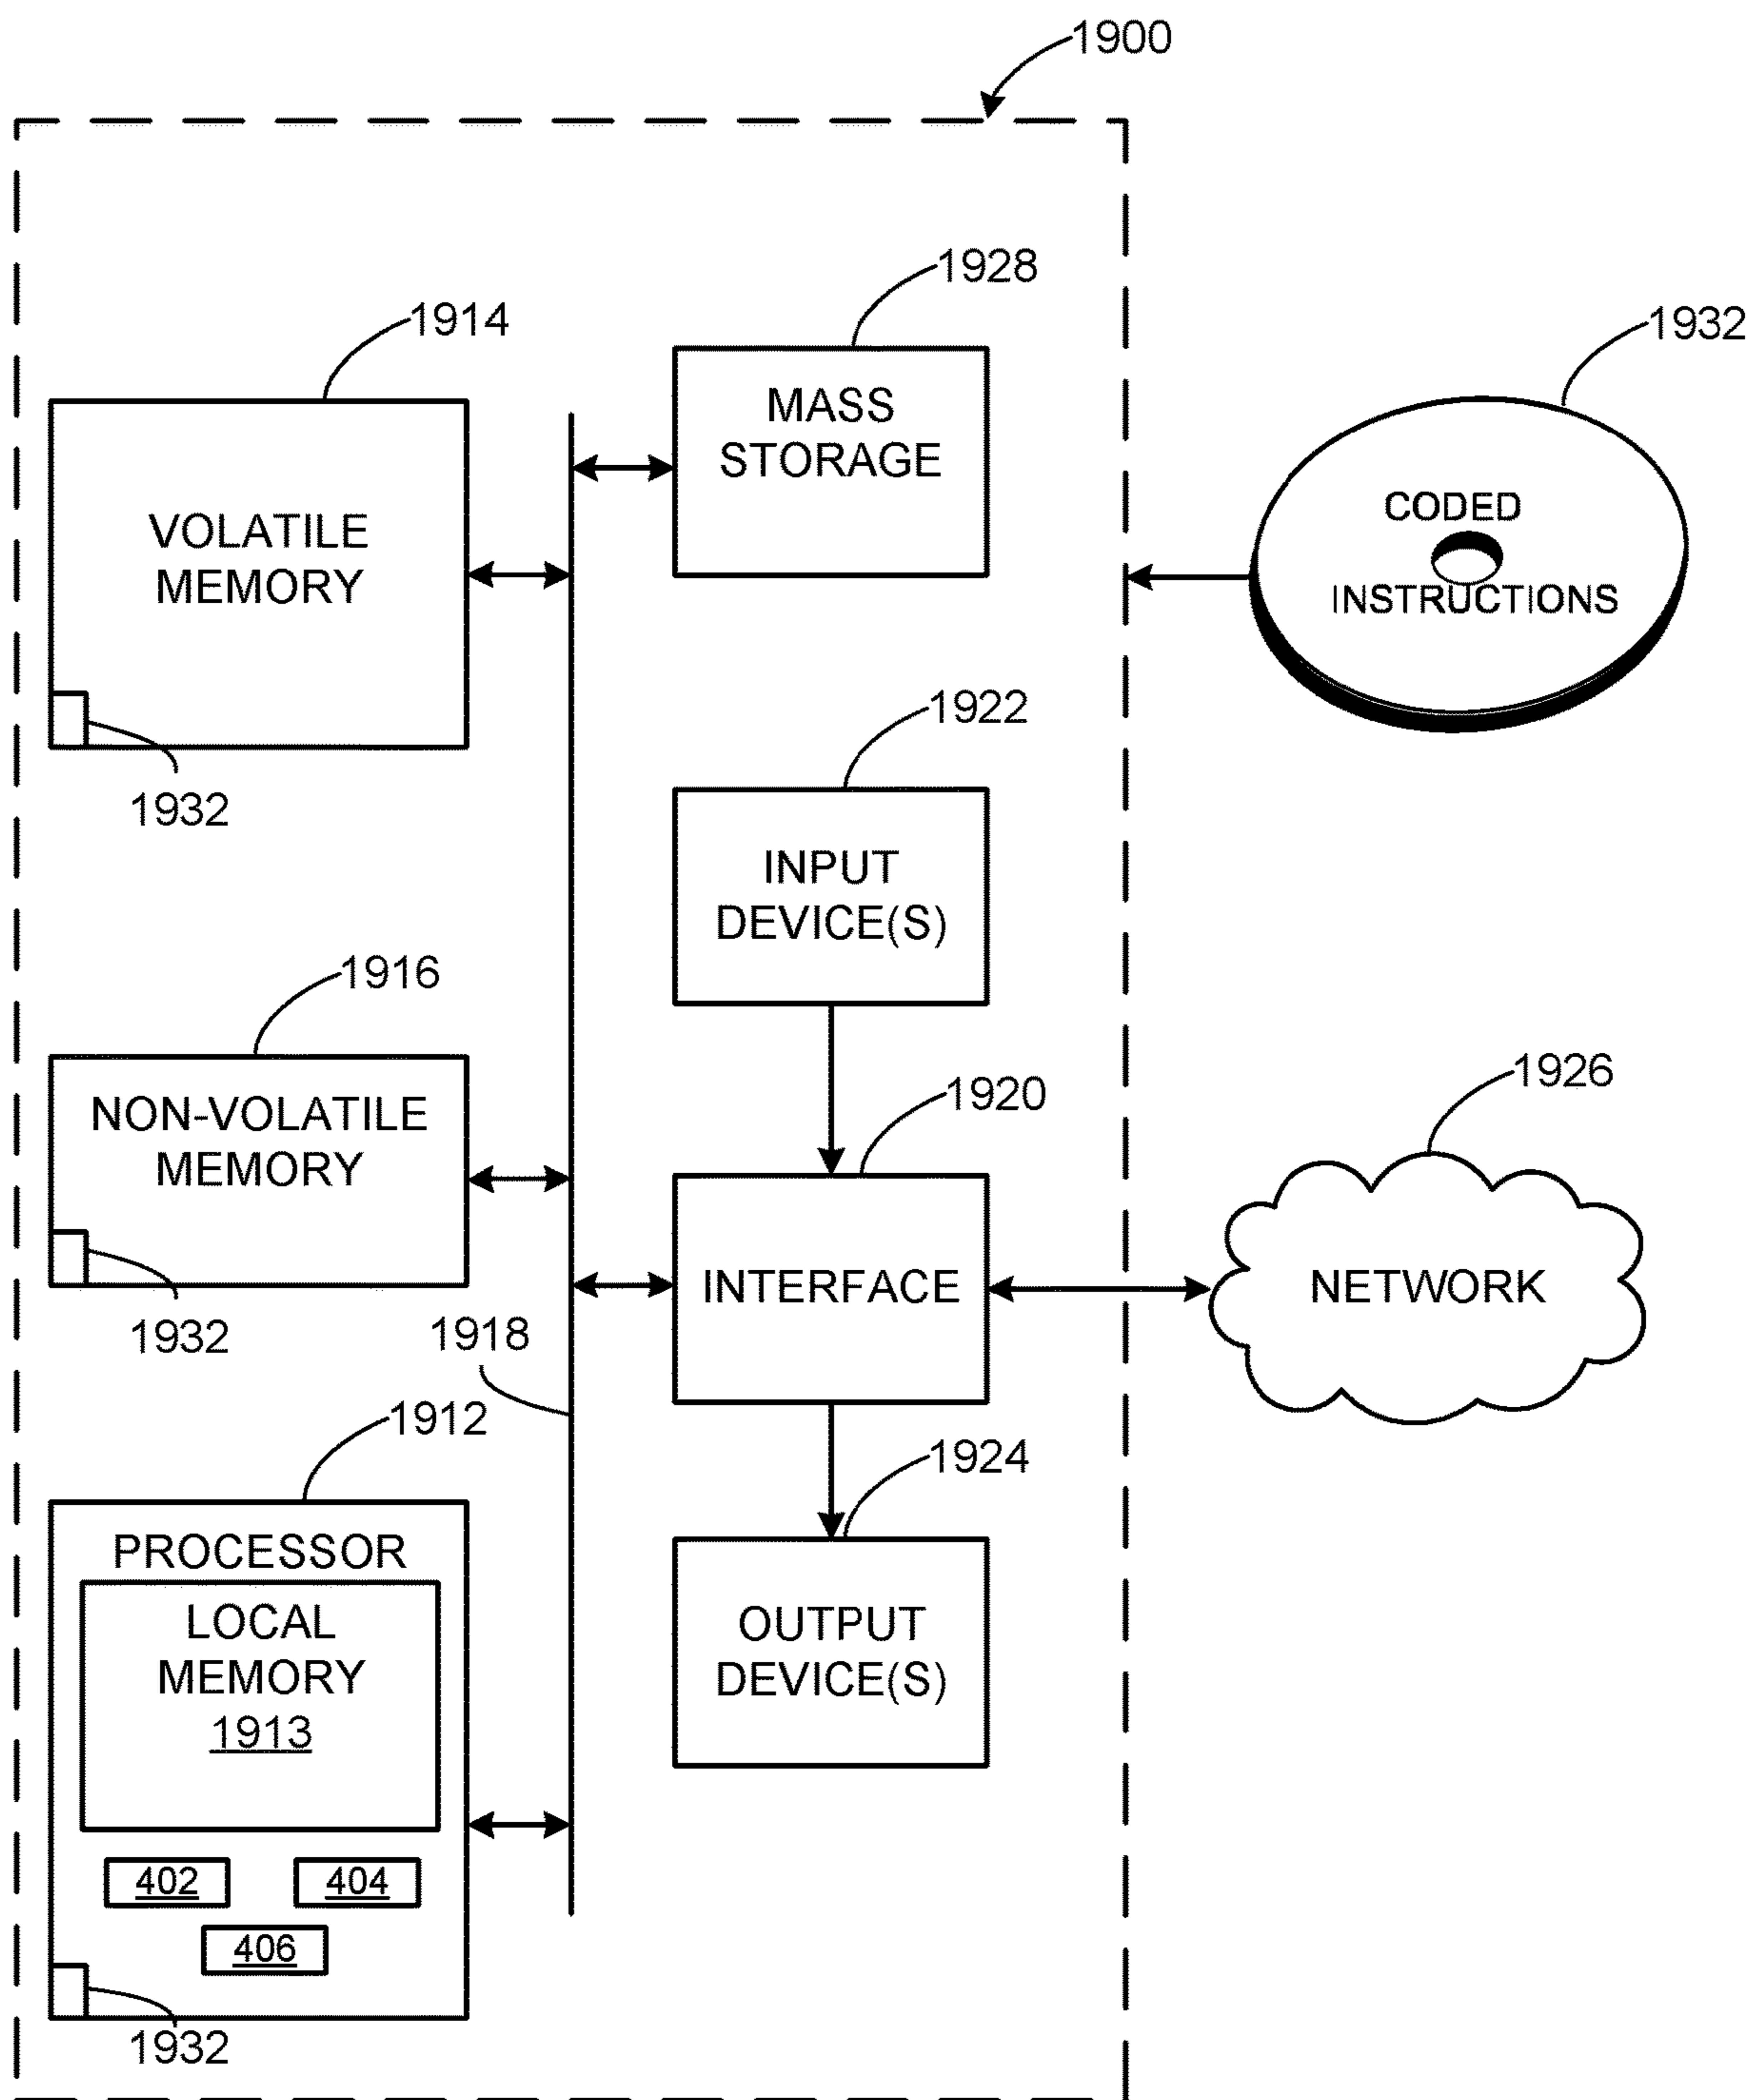 1900
1928
1914
1932
MASS
STORAGE
VOLATILE
MEMORY
CODED
INSTRUCTIONS
1922
1932
INPUT
DEVICE(S)
1916
1920
1926
NON-VOLATILE
MEMORY
INTERFACE
NETWORK
1932
1918
1912
1924
PROCESSOR
LOCAL
MEMORY
1913
OUTPUT
DEVICE(S)
402
404
406
1932